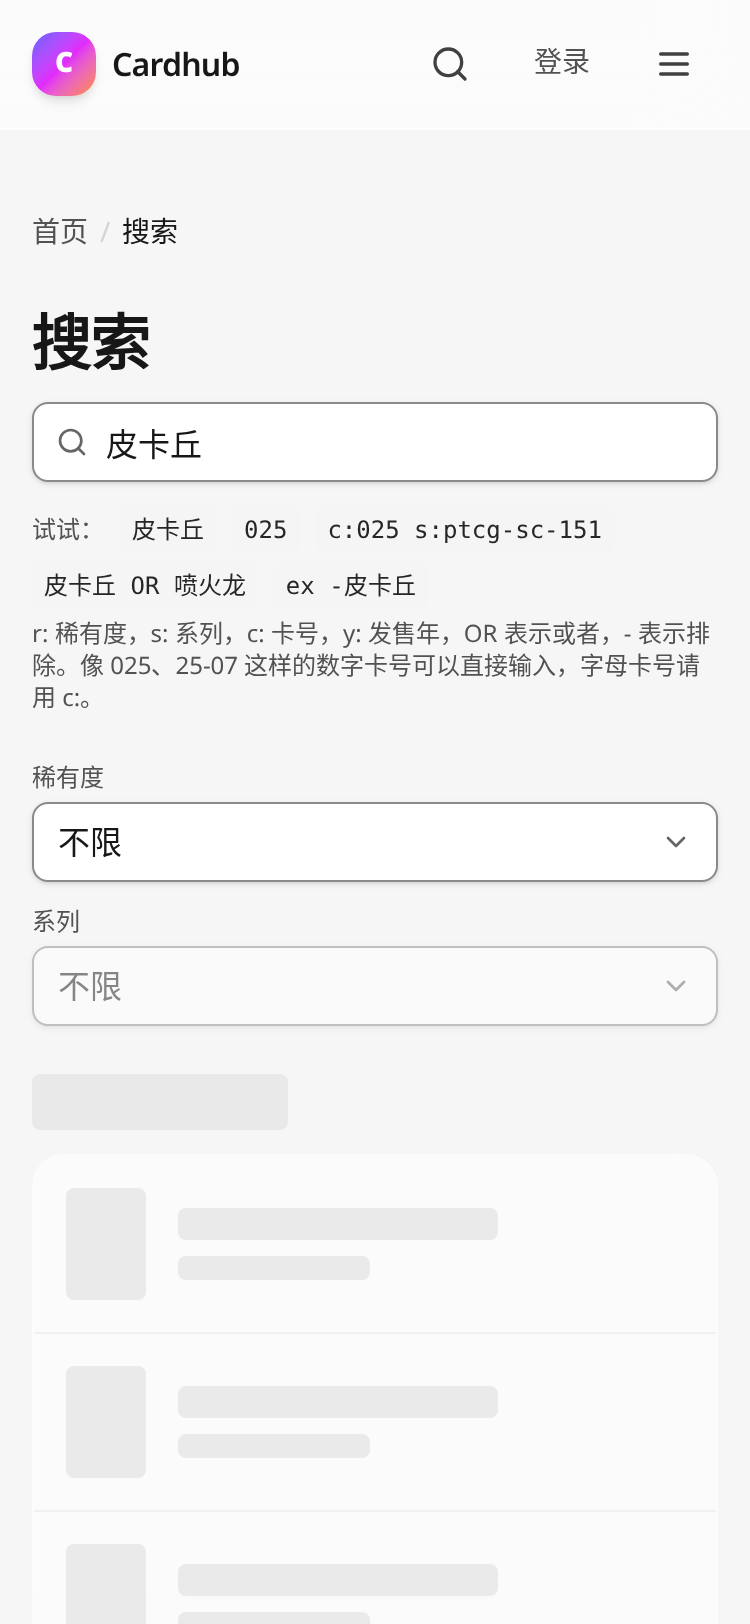 C Cardhub 登录
首页 / 搜索
搜索
皮卡丘
试试： 皮卡丘 025 c:025 s:ptcg-sc-151
皮卡丘 OR 喷火龙 ex -皮卡丘
r: 稀有度，s: 系列，c: 卡号，y: 发售年，OR 表示或者，- 表示排
除。像 025、25-07 这样的数字卡号可以直接输入，字母卡号请
用 c:。
稀有度
不限
系列
不限